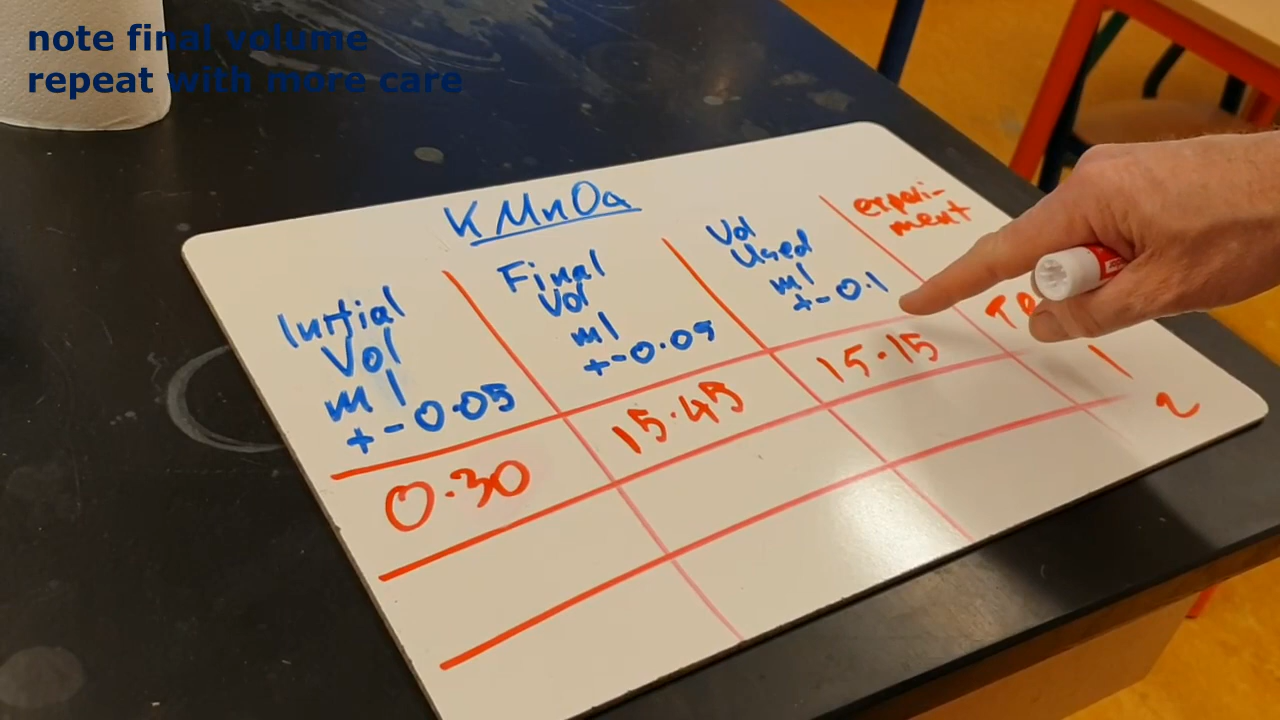 note final volume
repeat with more care
KMnO4
Initial
Vol
ml
+-0.05
Final
Vol
ml
+-0.05
Vol
Used
ml
+-0.1
experi-
ment
0.30
15.45
15.15
1
2